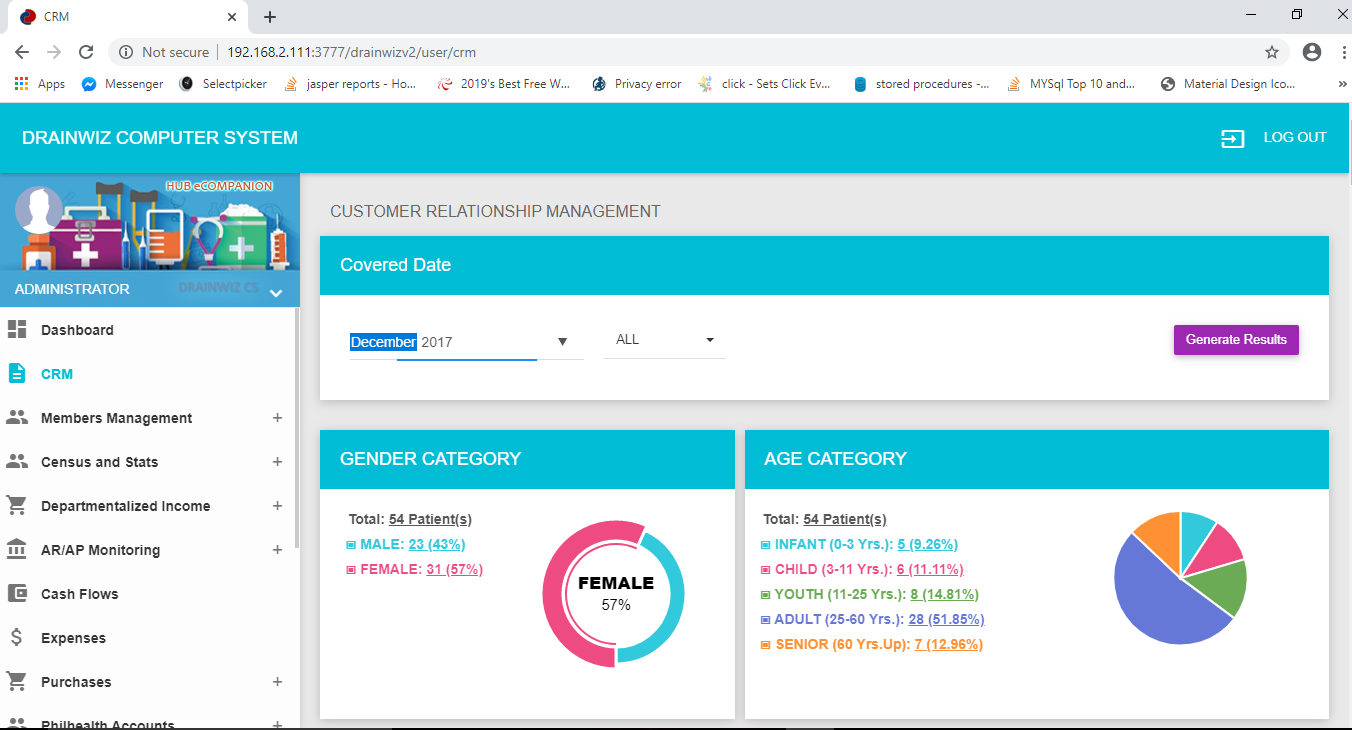 CRM
Not secure
192.168.2.111:3777/drainwizv2/user/crm
Apps Messenger Selectpicker jasper reports - Ho... 2019's Best Free W... Privacy error click - Sets Click Ev... stored procedures -... MYSql Top 10 and... Material Design Ico... »
DRAINWIZ COMPUTER SYSTEM
LOG OUT
HUB eCOMPANION
ADMINISTRATOR
DRAINWIZ CS
Dashboard
CRM
Members Management +
Census and Stats +
Departmentalized Income +
AR/AP Monitoring +
Cash Flows
Expenses
Purchases +
Philhealth Accounts +
CUSTOMER RELATIONSHIP MANAGEMENT
Covered Date
December 2017
ALL
Generate Results
GENDER CATEGORY
Total: 54 Patient(s)
MALE: 23 (43%)
FEMALE: 31 (57%)
FEMALE
57%
AGE CATEGORY
Total: 54 Patient(s)
INFANT (0-3 Yrs.): 5 (9.26%)
CHILD (3-11 Yrs.): 6 (11.11%)
YOUTH (11-25 Yrs.): 8 (14.81%)
ADULT (25-60 Yrs.): 28 (51.85%)
SENIOR (60 Yrs.Up): 7 (12.96%)